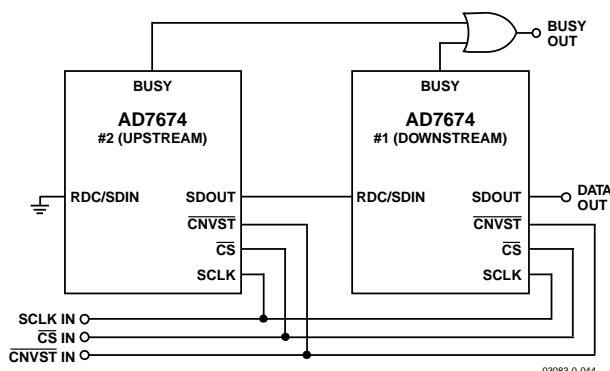 BUSY
OUT
BUSY
BUSY
AD7674
#2 (UPSTREAM)
AD7674
#1 (DOWNSTREAM)
RDC/SDIN
SDOUT
CNVST
CS
SCLK
RDC/SDIN
SDOUT
CNVST
CS
SCLK
DATA
OUT
SCLK IN
CS IN
CNVST IN
03083-0-044